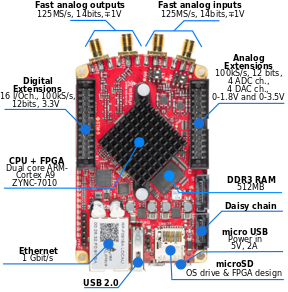 Fast analog outputs
125MS/s, 14bits,∓1V
Fast analog inputs
125MS/s, 14bit,∓1V
Digital
Extensions
16 I/Och., 100kS/s,
12bits, 3.3V
Analog
Extensions
100kS/s, 12 bits,
4 ADC ch.,
4 DAC ch.,
0-1.8V and 0-3.5V
CPU + FPGA
Dual core ARM-
Cortex A9
ZYNC-7010
DDR3 RAM
512MB
Daisy chain
micro USB
Power in
5V, 2A
Ethernet
1 Gbit/s
microSD
OS drive & FPGA design
USB 2.0